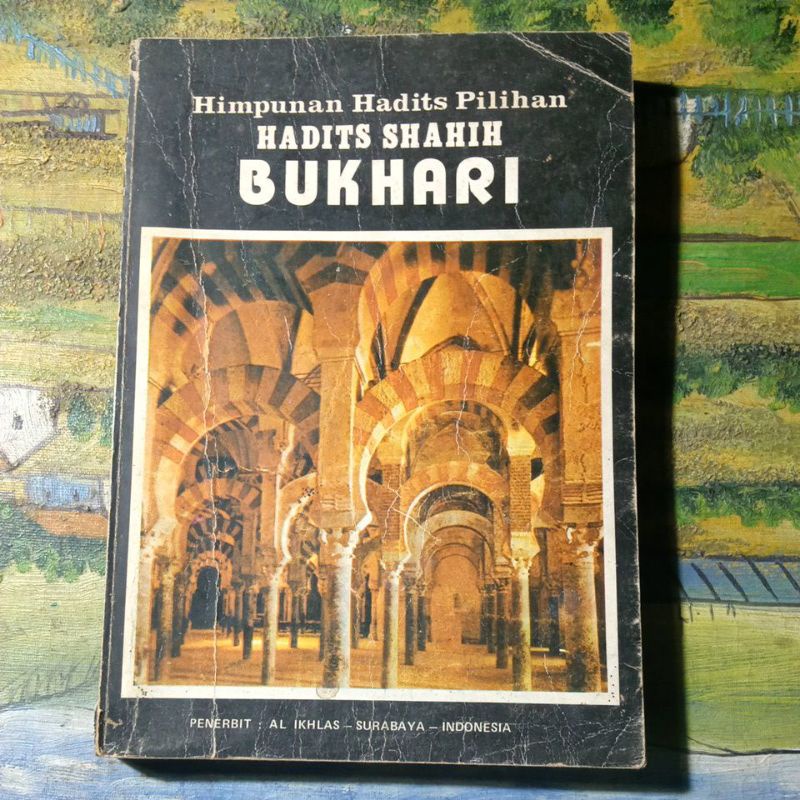 Himpunan Hadits Pilihan
HADITS SHAHIH
BUKHARI
PENERBIT : AL IKHLAS – SURABAYA – INDONESIA